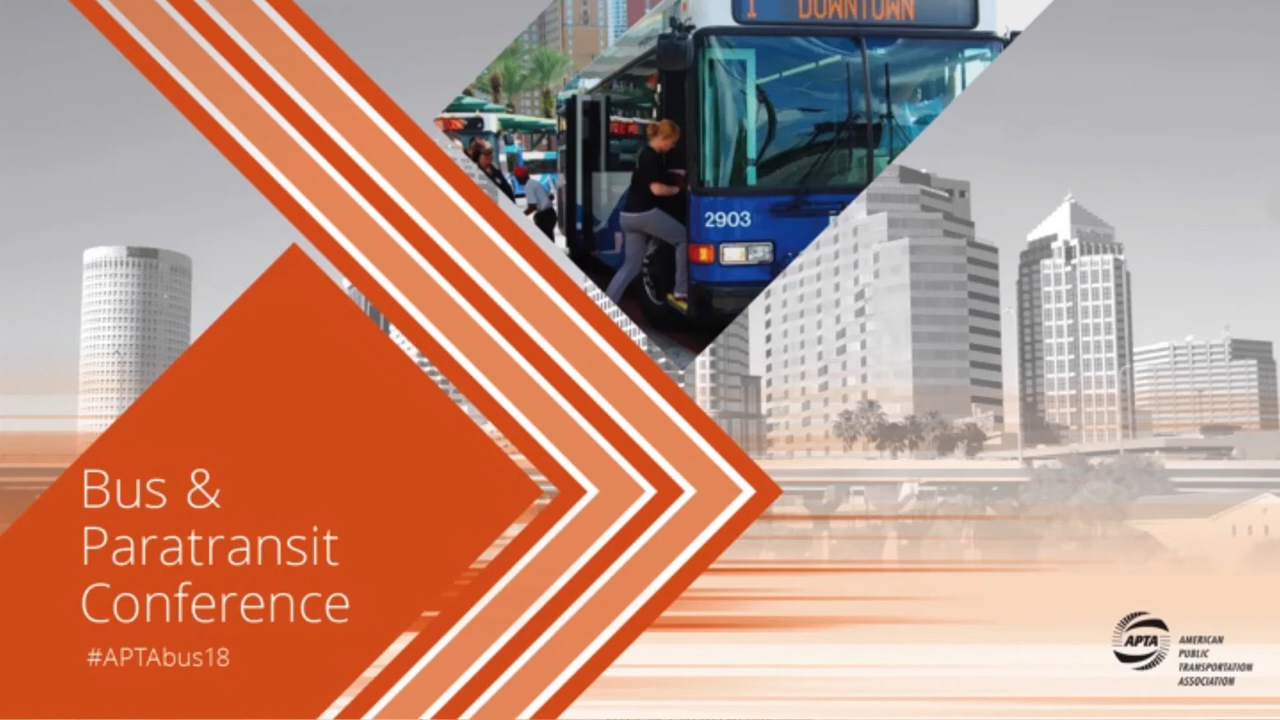 1 DOWNTOWN
2903
Bus &
Paratransit
Conference
#APTAbus18
APTA
AMERICAN
PUBLIC
TRANSPORTATION
ASSOCIATION